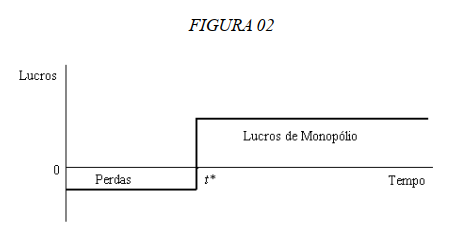 FIGURA 02
Lucros
Lucros de Monopólio
0
Perdas
t*
Tempo